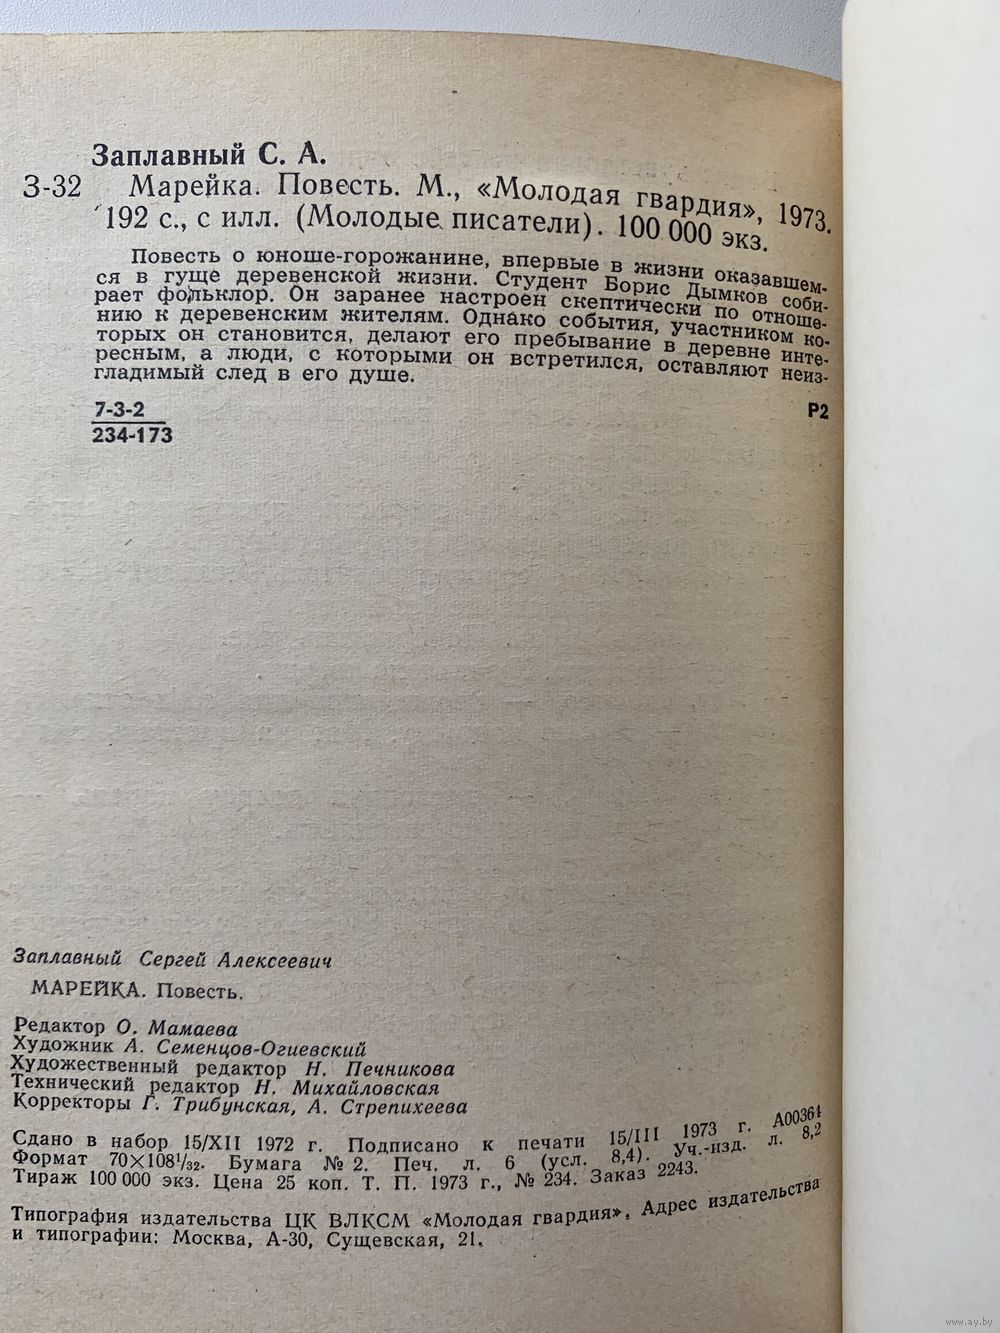 Заплавный С. А.
З-32 Марейка. Повесть. М., «Молодая гвардия», 1973.
192 с., с илл. (Молодые писатели). 100 000 экз.
Повесть о юноше-горожанине, впервые в жизни оказавшем-
ся в гуще деревенской жизни. Студент Борис Дымков соби-
рает фольклор. Он заранее настроен скептически по отноше-
нию к деревенским жителям. Однако события, участником ко-
торых он становится, делают его пребывание в деревне инте-
ресным, а люди, с которыми он встретился, оставляют неиз-
гладимый след в его душе.
7-3-2 Р2
234-173
Заплавный Сергей Алексеевич
МАРЕЙКА. Повесть.
Редактор О. Мамаева
Художник А. Семенцов-Огиевский
Художественный редактор Н. Печникова
Технический редактор Н. Михайловская
Корректоры Г. Трибунская, А. Стрепихеева
Сдано в набор 15/XII 1972 г. Подписано к печати 15/III 1973 г. А00364
Формат 70×108¹/₃₂. Бумага № 2. Печ. л. 6 (усл. 8,4). Уч.-изд. л. 8,2
Тираж 100 000 экз. Цена 25 коп. Т. П. 1973 г., № 234. Заказ 2243.
Типография издательства ЦК ВЛКСМ «Молодая гвардия». Адрес издательства
и типографии: Москва, А-30, Сущевская, 21.
www.ay.by